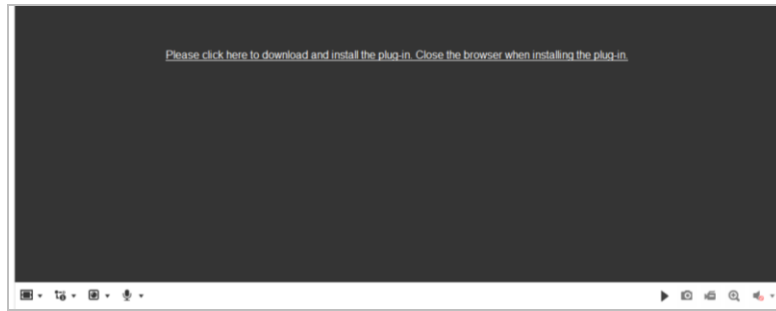 Please click here to download and install the plug-in. Close the browser when installing the plug-in.